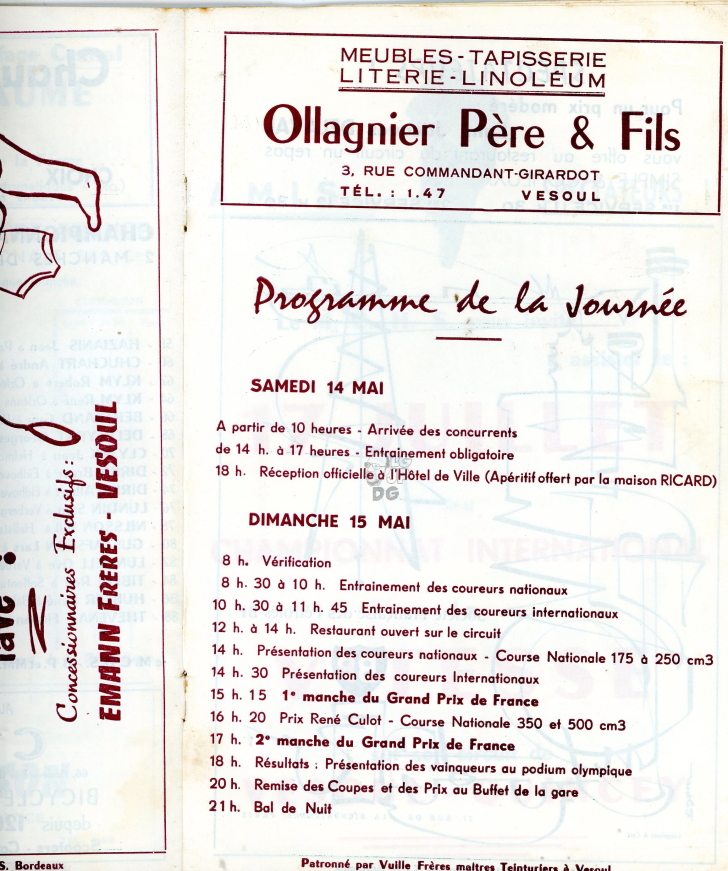 MEUBLES - TAPISSERIE
LITERIE - LINOLÉUM
Ollagnier Père & Fils
3, RUE COMMANDANT-GIRARDOT
TÉL. : 1.47 VESOUL
Programme de la Journée
SAMEDI 14 MAI
A partir de 10 heures - Arrivée des concurrents
de 14 h. à 17 heures - Entrainement obligatoire
18 h. Réception officielle à l'Hôtel de Ville (Apéritif offert par la maison RICARD)
DIMANCHE 15 MAI
8 h. Vérification
8 h. 30 à 10 h. Entrainement des coureurs nationaux
10 h. 30 à 11 h. 45 Entrainement des coureurs internationaux
12 h. à 14 h. Restaurant ouvert sur le circuit
14 h. Présentation des coureurs nationaux - Course Nationale 175 à 250 cm3
14 h. 30 Présentation des coureurs Internationaux
15 h. 15 1e manche du Grand Prix de France
16 h. 20 Prix René Culot - Course Nationale 350 et 500 cm3
17 h. 2e manche du Grand Prix de France
18 h. Résultats : Présentation des vainqueurs au podium olympique
20 h. Remise des Coupes et des Prix au Buffet de la gare
21 h. Bal de Nuit
Patronné par Vuille Frères maîtres Teinturiers à Vesoul
Concessionnaires Exclusifs :
EMANN FRÈRES - VESOUL
S. Bordeaux